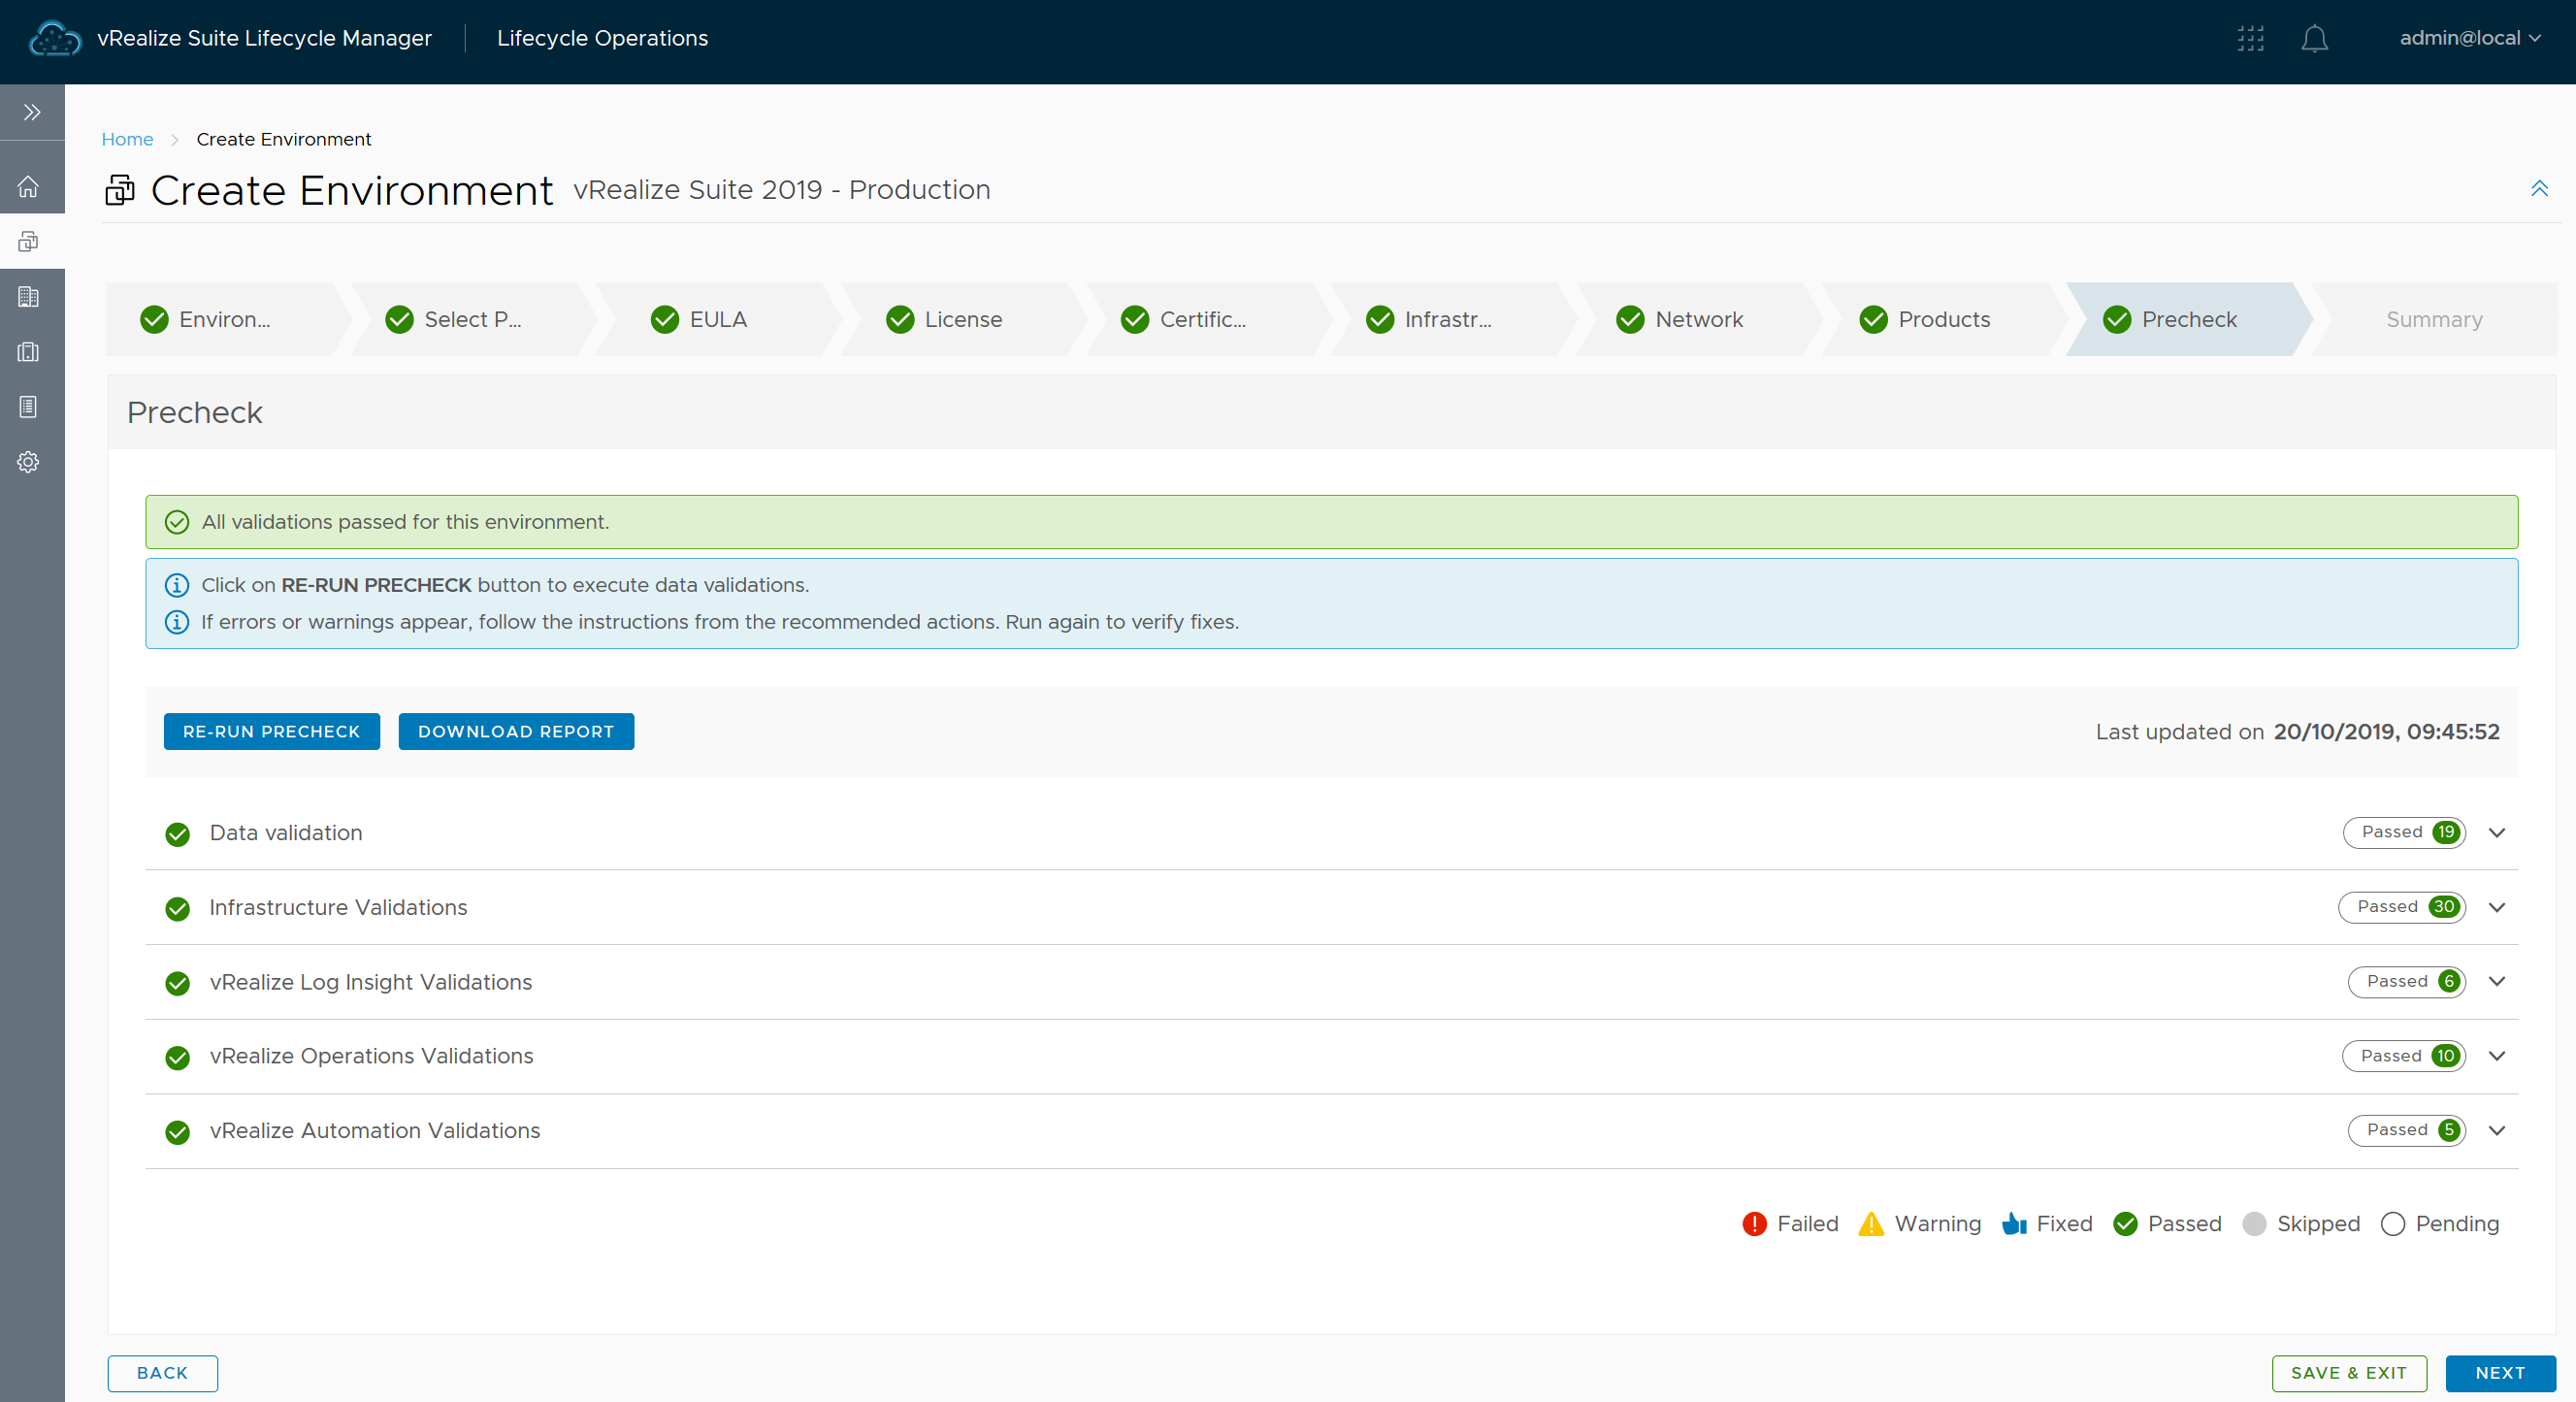 vRealize Suite Lifecycle Manager | Lifecycle Operations
admin@local
Home > Create Environment
Create Environment vRealize Suite 2019 - Production
Environ...
Select P...
EULA
License
Certific...
Infrastr...
Network
Products
Precheck
Summary
Precheck
All validations passed for this environment.
Click on RE-RUN PRECHECK button to execute data validations.
If errors or warnings appear, follow the instructions from the recommended actions. Run again to verify fixes.
RE-RUN PRECHECK
DOWNLOAD REPORT
Last updated on 20/10/2019, 09:45:52
Data validation Passed 19
Infrastructure Validations Passed 30
vRealize Log Insight Validations Passed 6
vRealize Operations Validations Passed 10
vRealize Automation Validations Passed 5
Failed Warning Fixed Passed Skipped Pending
BACK
SAVE & EXIT
NEXT